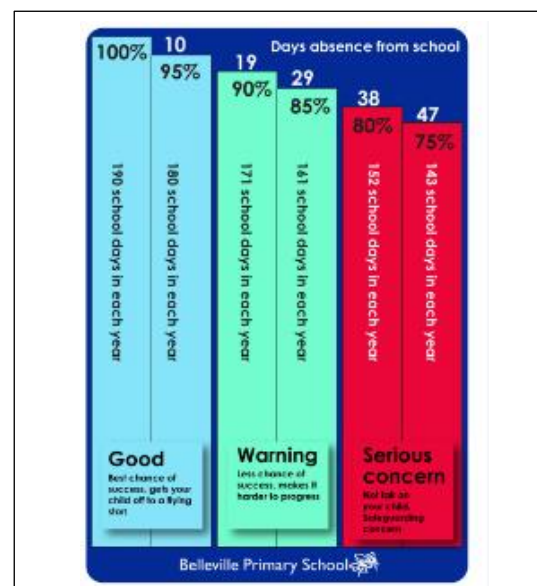 Days absence from school
100%
10
95%
19
90%
29
85%
38
80%
47
75%
190 school days in each year
180 school days in each year
171 school days in each year
161 school days in each year
152 school days in each year
143 school days in each year
Good
Best chance of
success, gets your
child off to a flying
start
Warning
Less chance of
success, makes it
harder to progress
Serious
concern
Not fair on
your child,
Safeguarding
concern
Belleville Primary School